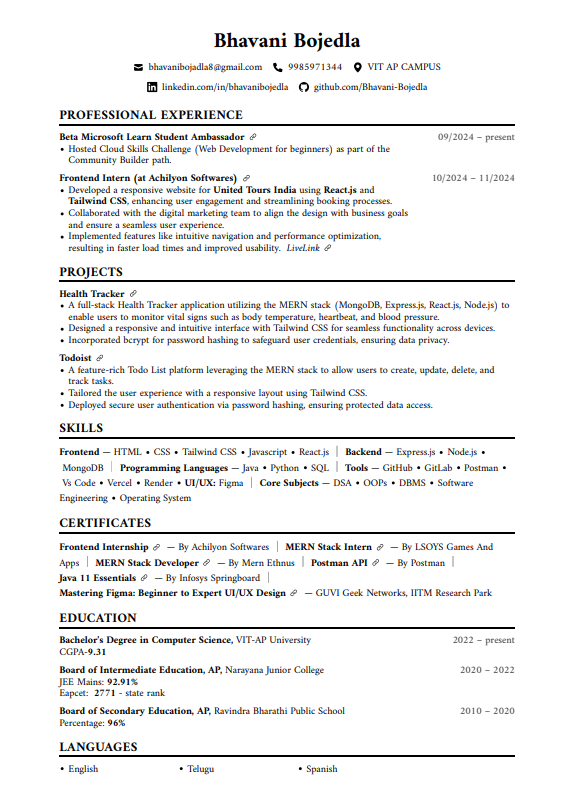 Bhavani Bojedla
bhavanibojadla8@gmail.com 9985971344 VIT AP CAMPUS
linkedin.com/in/bhavanibojedla github.com/Bhavani-Bojedla
PROFESSIONAL EXPERIENCE
Beta Microsoft Learn Student Ambassador 09/2024 – present
• Hosted Cloud Skills Challenge (Web Development for beginners) as part of the
Community Builder path.
Frontend Intern (at Achilyon Softwares) 10/2024 – 11/2024
• Developed a responsive website for United Tours India using React.js and
Tailwind CSS, enhancing user engagement and streamlining booking processes.
• Collaborated with the digital marketing team to align the design with business goals
and ensure a seamless user experience.
• Implemented features like intuitive navigation and performance optimization,
resulting in faster load times and improved usability. LiveLink
PROJECTS
Health Tracker
• A full-stack Health Tracker application utilizing the MERN stack (MongoDB, Express.js, React.js, Node.js) to
enable users to monitor vital signs such as body temperature, heartbeat, and blood pressure.
• Designed a responsive and intuitive interface with Tailwind CSS for seamless functionality across devices.
• Incorporated bcrypt for password hashing to safeguard user credentials, ensuring data privacy.
Todoist
• A feature-rich Todo List platform leveraging the MERN stack to allow users to create, update, delete, and
track tasks.
• Tailored the user experience with a responsive layout using Tailwind CSS.
• Deployed secure user authentication via password hashing, ensuring protected data access.
SKILLS
Frontend — HTML • CSS • Tailwind CSS • Javascript • React.js | Backend — Express.js • Node.js •
MongoDB | Programming Languages — Java • Python • SQL | Tools — GitHub • GitLab • Postman •
Vs Code • Vercel • Render • UI/UX: Figma | Core Subjects — DSA • OOPs • DBMS • Software
Engineering • Operating System
CERTIFICATES
Frontend Internship — By Achilyon Softwares | MERN Stack Intern — By LSOYS Games And
Apps | MERN Stack Developer — By Mern Ethnus | Postman API — By Postman |
Java 11 Essentials — By Infosys Springboard |
Mastering Figma: Beginner to Expert UI/UX Design — GUVI Geek Networks, IITM Research Park
EDUCATION
Bachelor's Degree in Computer Science, VIT-AP University 2022 – present
CGPA-9.31
Board of Intermediate Education, AP, Narayana Junior College 2020 – 2022
JEE Mains: 92.91%
Eapcet: 2771 - state rank
Board of Secondary Education, AP, Ravindra Bharathi Public School 2010 – 2020
Percentage: 96%
LANGUAGES
• English • Telugu • Spanish